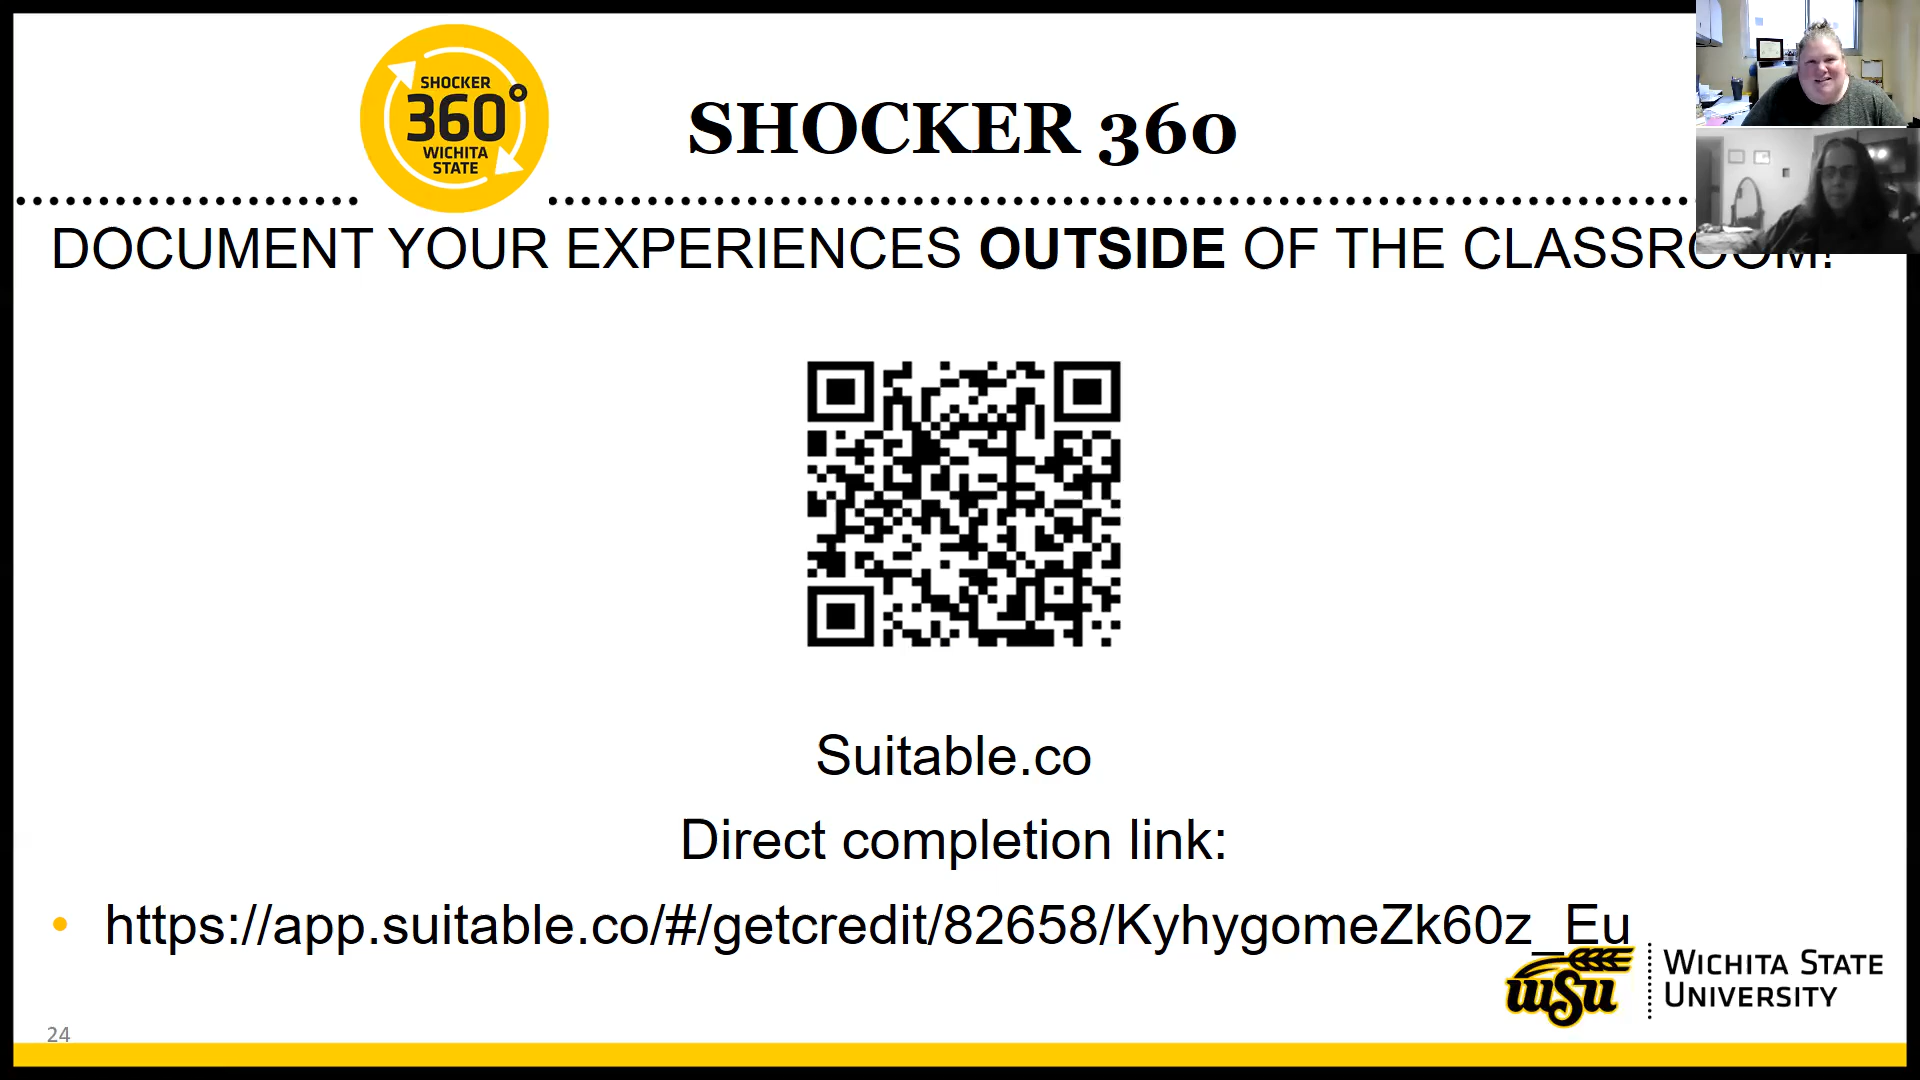 SHOCKER
360°
WICHITA
STATE
SHOCKER 360
DOCUMENT YOUR EXPERIENCES OUTSIDE OF THE CLASSROOM!
Suitable.co
Direct completion link:
• https://app.suitable.co/#/getcredit/82658/KyhygomeZk60z_Eu
WSU
WICHITA STATE
UNIVERSITY
24